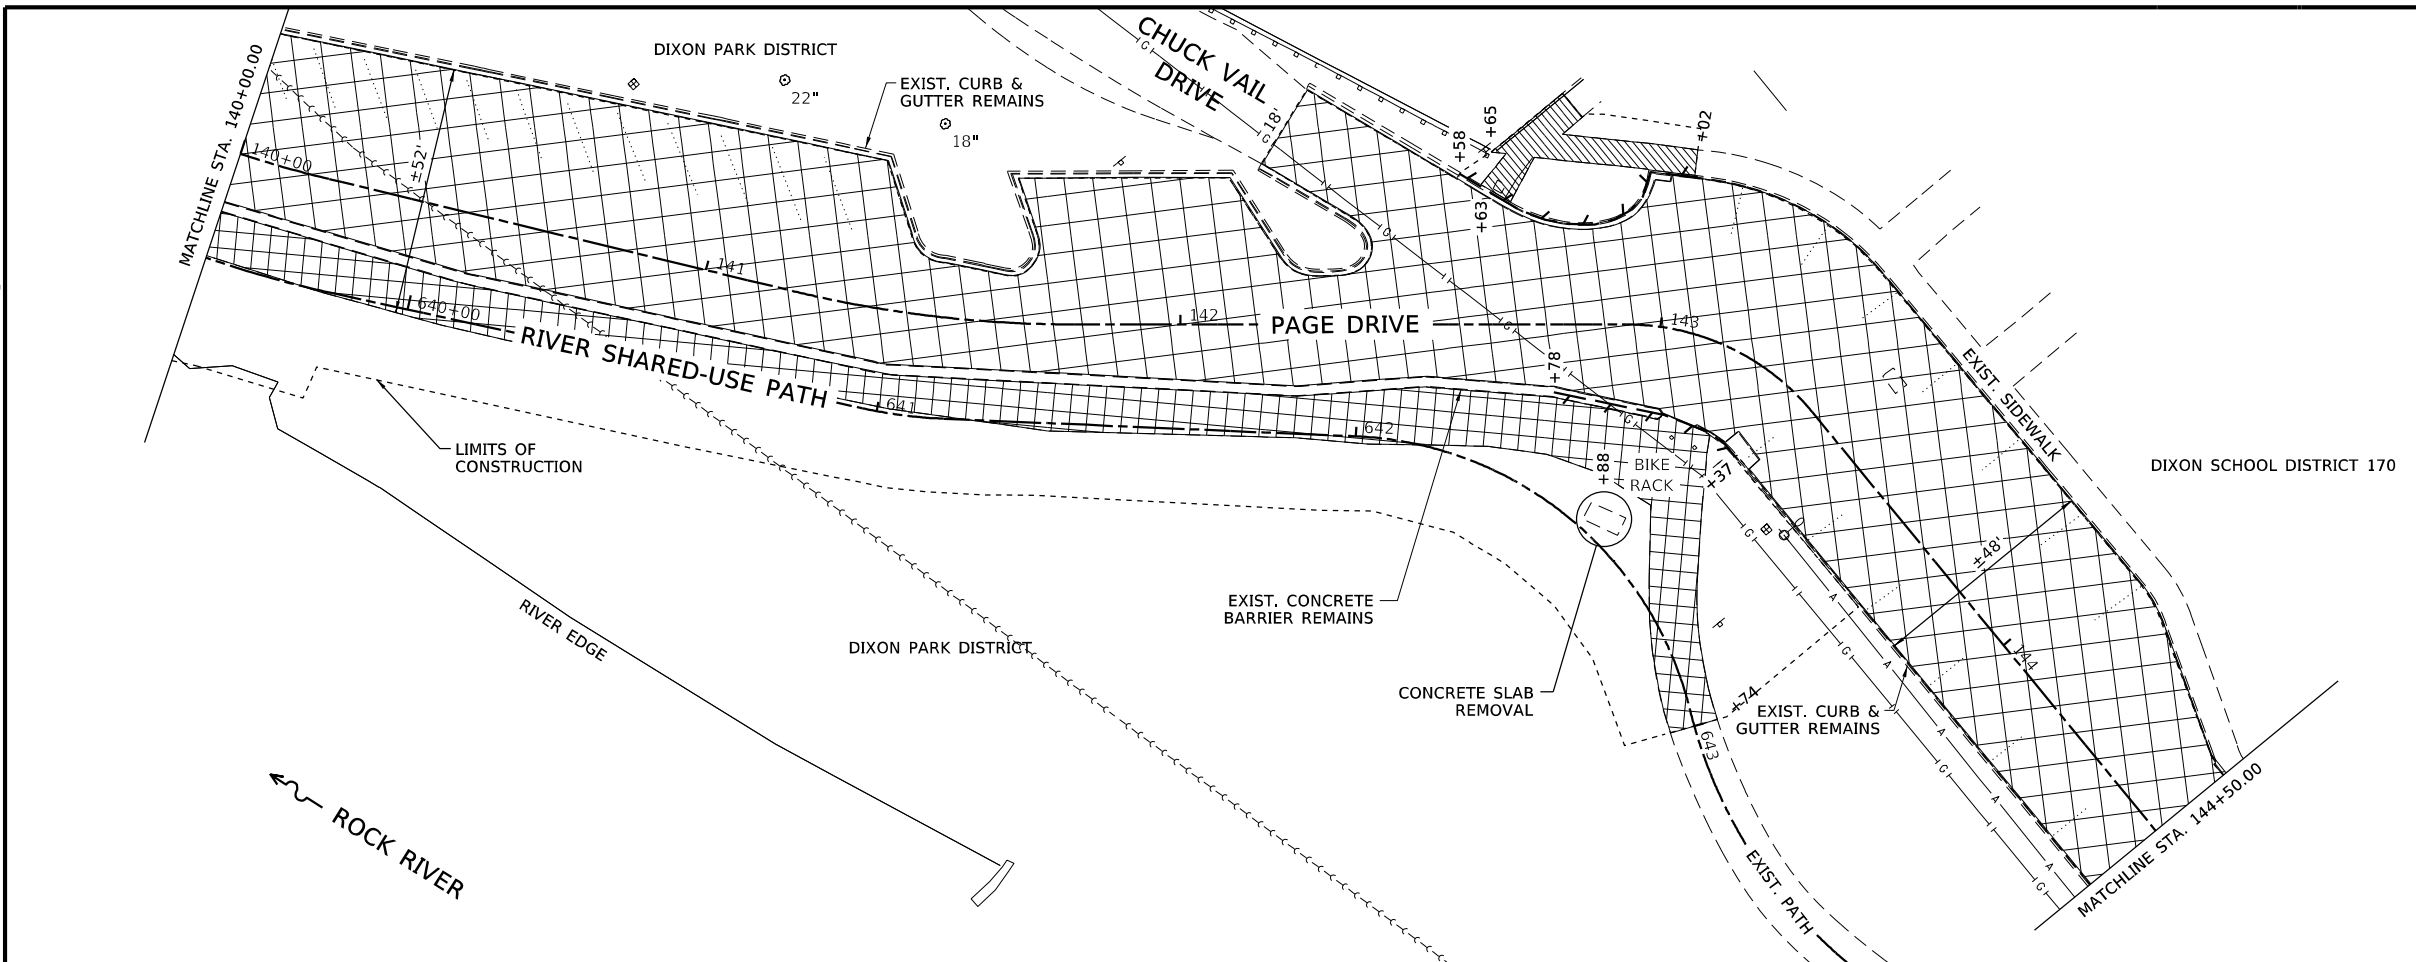 DIXON PARK DISTRICT
22"
18"
EXIST. CURB &
GUTTER REMAINS
CHUCK VAIL
DRIVE
18'
+58
+65
+02
+63
MATCHLINE STA. 140+00.00
140+00
±52'
141
142
PAGE DRIVE
143
+78
640+00
RIVER SHARED-USE PATH
641
642
+88
BIKE
RACK
+37
EXIST. SIDEWALK
DIXON SCHOOL DISTRICT 170
LIMITS OF
CONSTRUCTION
±48'
RIVER EDGE
EXIST. CONCRETE
BARRIER REMAINS
DIXON PARK DISTRICT
144
CONCRETE SLAB
REMOVAL
+74
EXIST. CURB &
GUTTER REMAINS
643
ROCK RIVER
EXIST. PATH
MATCHLINE STA. 144+50.00